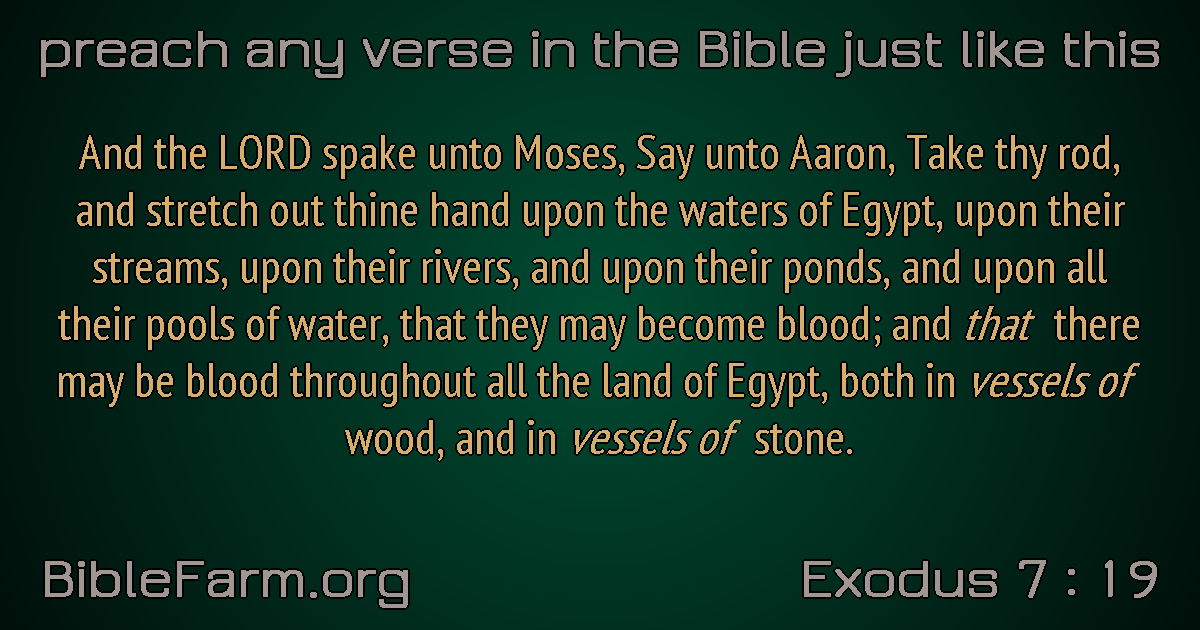 preach any verse in the Bible just like this
And the LORD spake unto Moses, Say unto Aaron, Take thy rod,
and stretch out thine hand upon the waters of Egypt, upon their
streams, upon their rivers, and upon their ponds, and upon all
their pools of water, that they may become blood; and that there
may be blood throughout all the land of Egypt, both in vessels of
wood, and in vessels of stone.
BibleFarm.org
Exodus 7 : 19